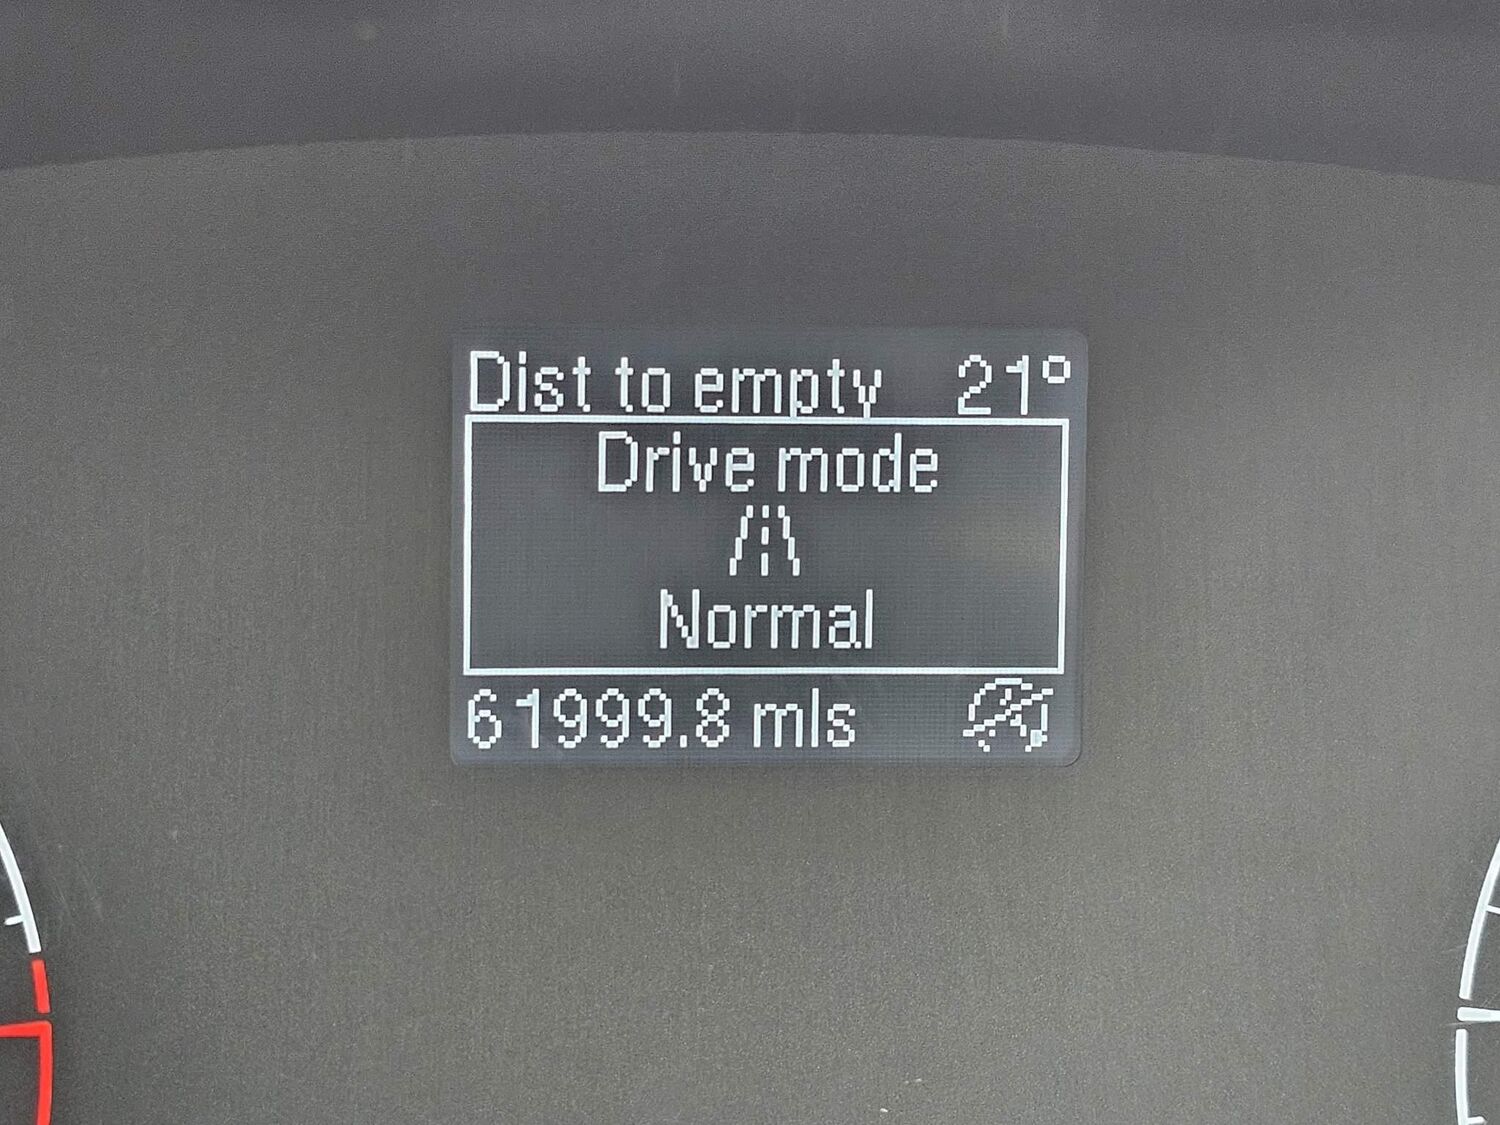 Dist to empty 21°
Drive mode
Normal
61999.8 mls